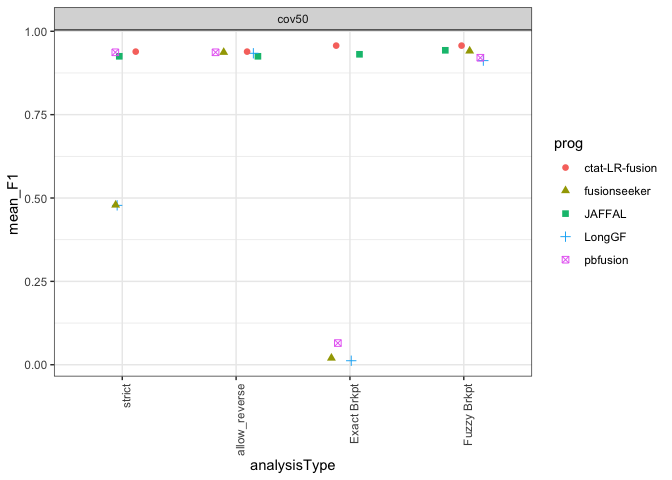 cov50
mean_F1
1.00
0.75
0.50
0.25
0.00
strict
allow_reverse
Exact Brkpt
Fuzzy Brkpt
analysisType
prog
ctat-LR-fusion
fusionseeker
JAFFAL
LongGF
pbfusion